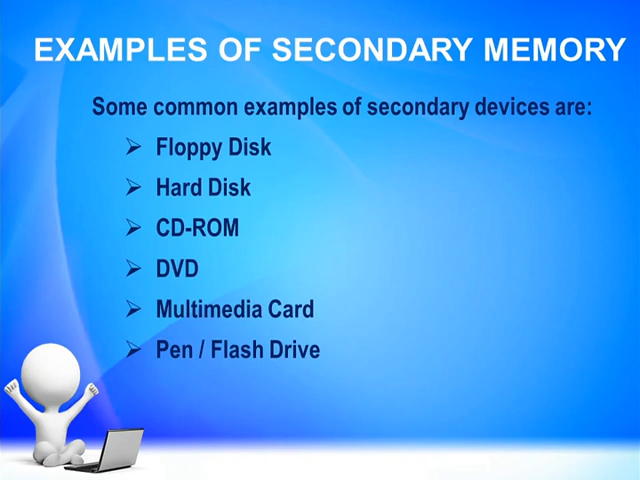 EXAMPLES OF SECONDARY MEMORY
Some common examples of secondary devices are:
➢ Floppy Disk
➢ Hard Disk
➢ CD-ROM
➢ DVD
➢ Multimedia Card
➢ Pen / Flash Drive